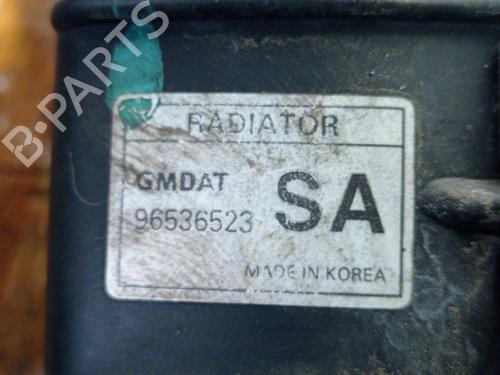 B-PARTS
RADIATOR
GMDAT
96536523 SA
MADE IN KOREA